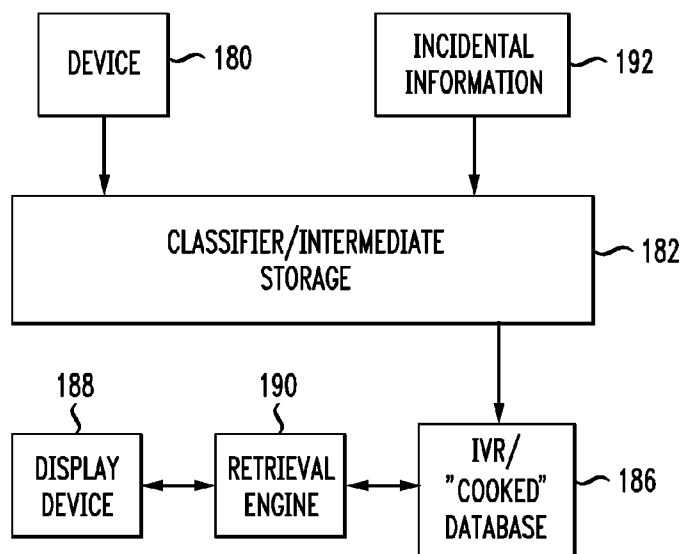 DEVICE
180
INCIDENTAL
INFORMATION
192
CLASSIFIER/INTERMEDIATE
STORAGE
182
188
190
DISPLAY
DEVICE
RETRIEVAL
ENGINE
IVR/
"COOKED"
DATABASE
186